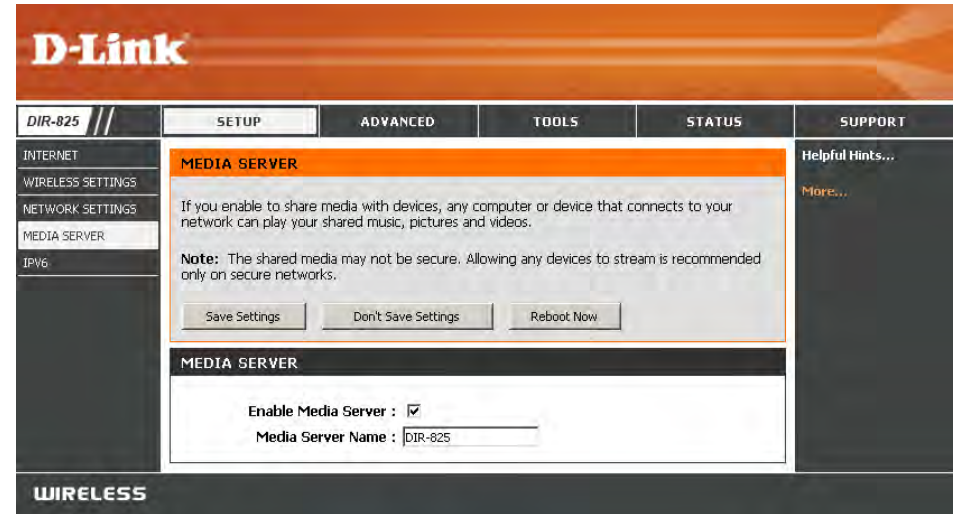 D-Link
DIR-825
SETUP
ADVANCED
TOOLS
STATUS
SUPPORT
INTERNET
WIRELESS SETTINGS
NETWORK SETTINGS
MEDIA SERVER
IPV6
MEDIA SERVER
If you enable to share media with devices, any computer or device that connects to your
network can play your shared music, pictures and videos.
Note: The shared media may not be secure. Allowing any devices to stream is recommended
only on secure networks.
Save Settings
Don't Save Settings
Reboot Now
MEDIA SERVER
Enable Media Server :
Media Server Name : DIR-825
Helpful Hints...
More...
WIRELESS